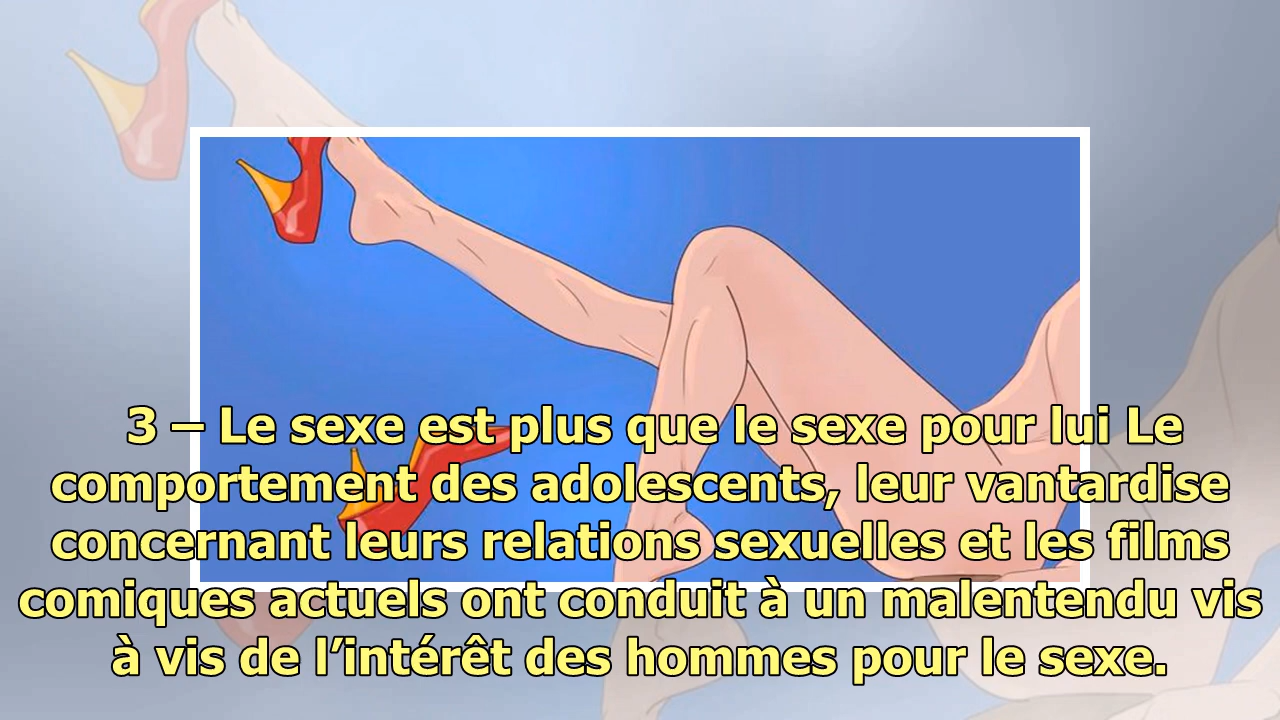 3 – Le sexe est plus que le sexe pour lui Le
comportement des adolescents, leur vantardise
concernant leurs relations sexuelles et les films
comiques actuels ont conduit à un malentendu vis
à vis de l’intérêt des hommes pour le sexe.